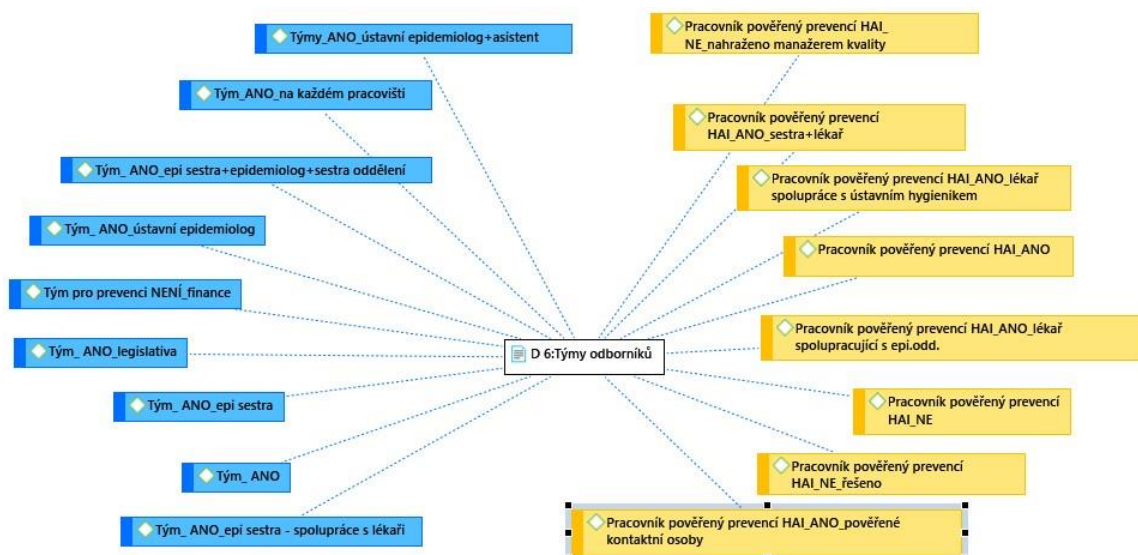 Týmy_ANO_ústavní epidemiolog+asistent
Tým_ANO_na každém pracovišti
Tým_ ANO_epi sestra+epidemiolog+sestra oddělení
Tým_ ANO_ústavní epidemiolog
Tým pro prevenci NENÍ_finance
Tým_ ANO_legislativa
Tým_ ANO_epi sestra
Tým_ ANO
Tým_ ANO_epi sestra - spolupráce s lékaři
D 6:Týmy odborníků
Pracovník pověřený prevencí HAI_
NE_nahraženo manažerem kvality
Pracovník pověřený prevencí
HAI_ANO_sestra+lékař
Pracovník pověřený prevencí HAI_ANO_lékař
spolupráce s ústavním hygienikem
Pracovník pověřený prevencí HAI_ANO
Pracovník pověřený prevencí HAI_ANO_lékař
spolupracující s epi.odd.
Pracovník pověřený prevencí
HAI_NE
Pracovník pověřený prevencí
HAI_NE_řešeno
Pracovník pověřený prevencí HAI_ANO_pověřené
kontaktní osoby